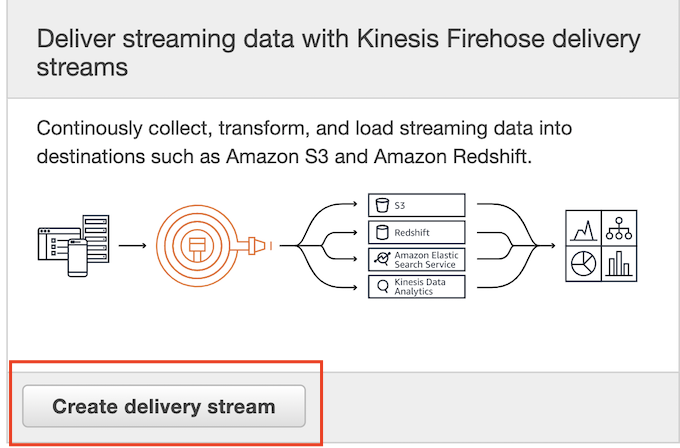 Deliver streaming data with Kinesis Firehose delivery
streams
Continously collect, transform, and load streaming data into
destinations such as Amazon S3 and Amazon Redshift.
S3
Redshift
Amazon Elastic
Search Service
Kinesis Data
Analytics
Create delivery stream